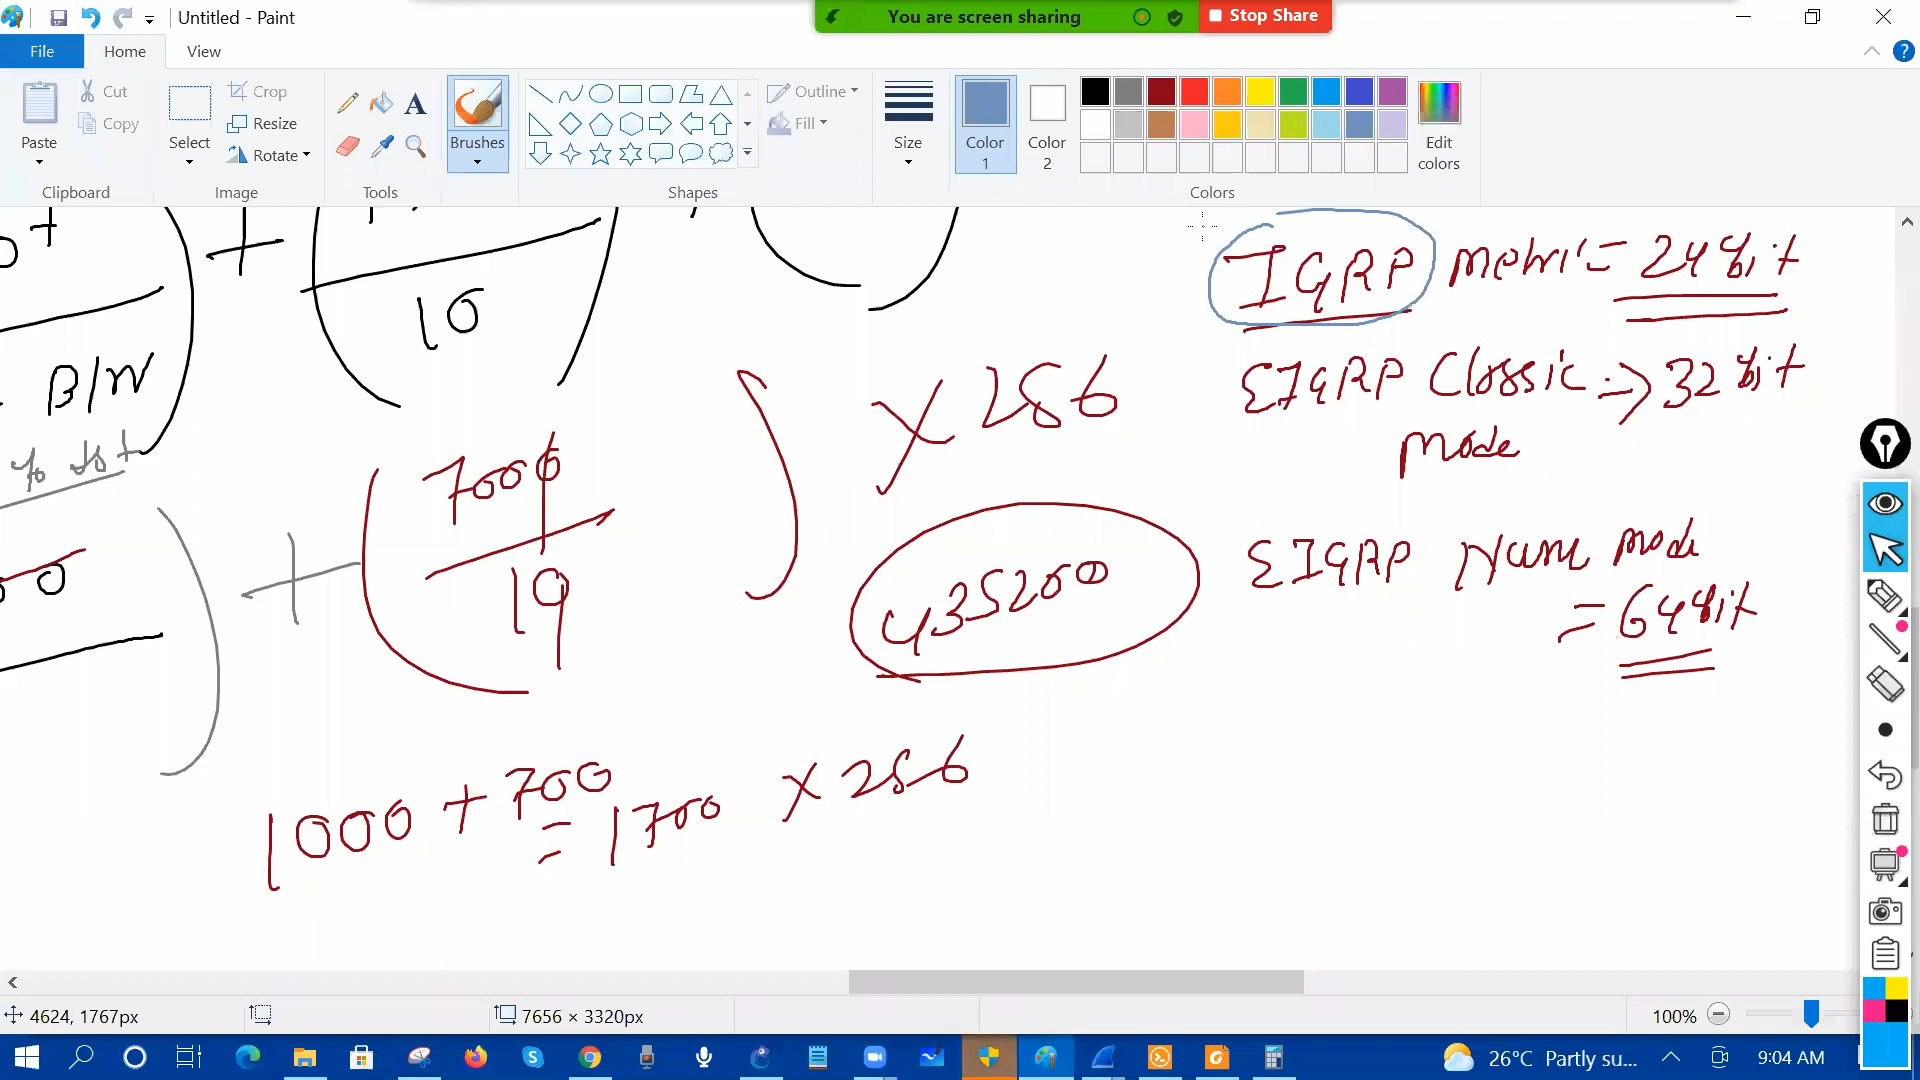 Untitled - Paint
You are screen sharing
Stop Share
File
Home
View
Paste
Cut
Copy
Clipboard
Select
Crop
Resize
Rotate
Image
Tools
Brushes
Shapes
Outline
Fill
Size
Color
1
Color
2
Edit
colors
Colors
+
10
B/W
IGRP metric = 24 bit
EIGRP Classic => 32 bit
mode
EIGRP Name mode
= 64 bit
+
7000
10
× 256
435200
1000 + 700
= 1700 × 256
4624, 1767px
7656 × 3320px
100%
26°C Partly su...
9:04 AM